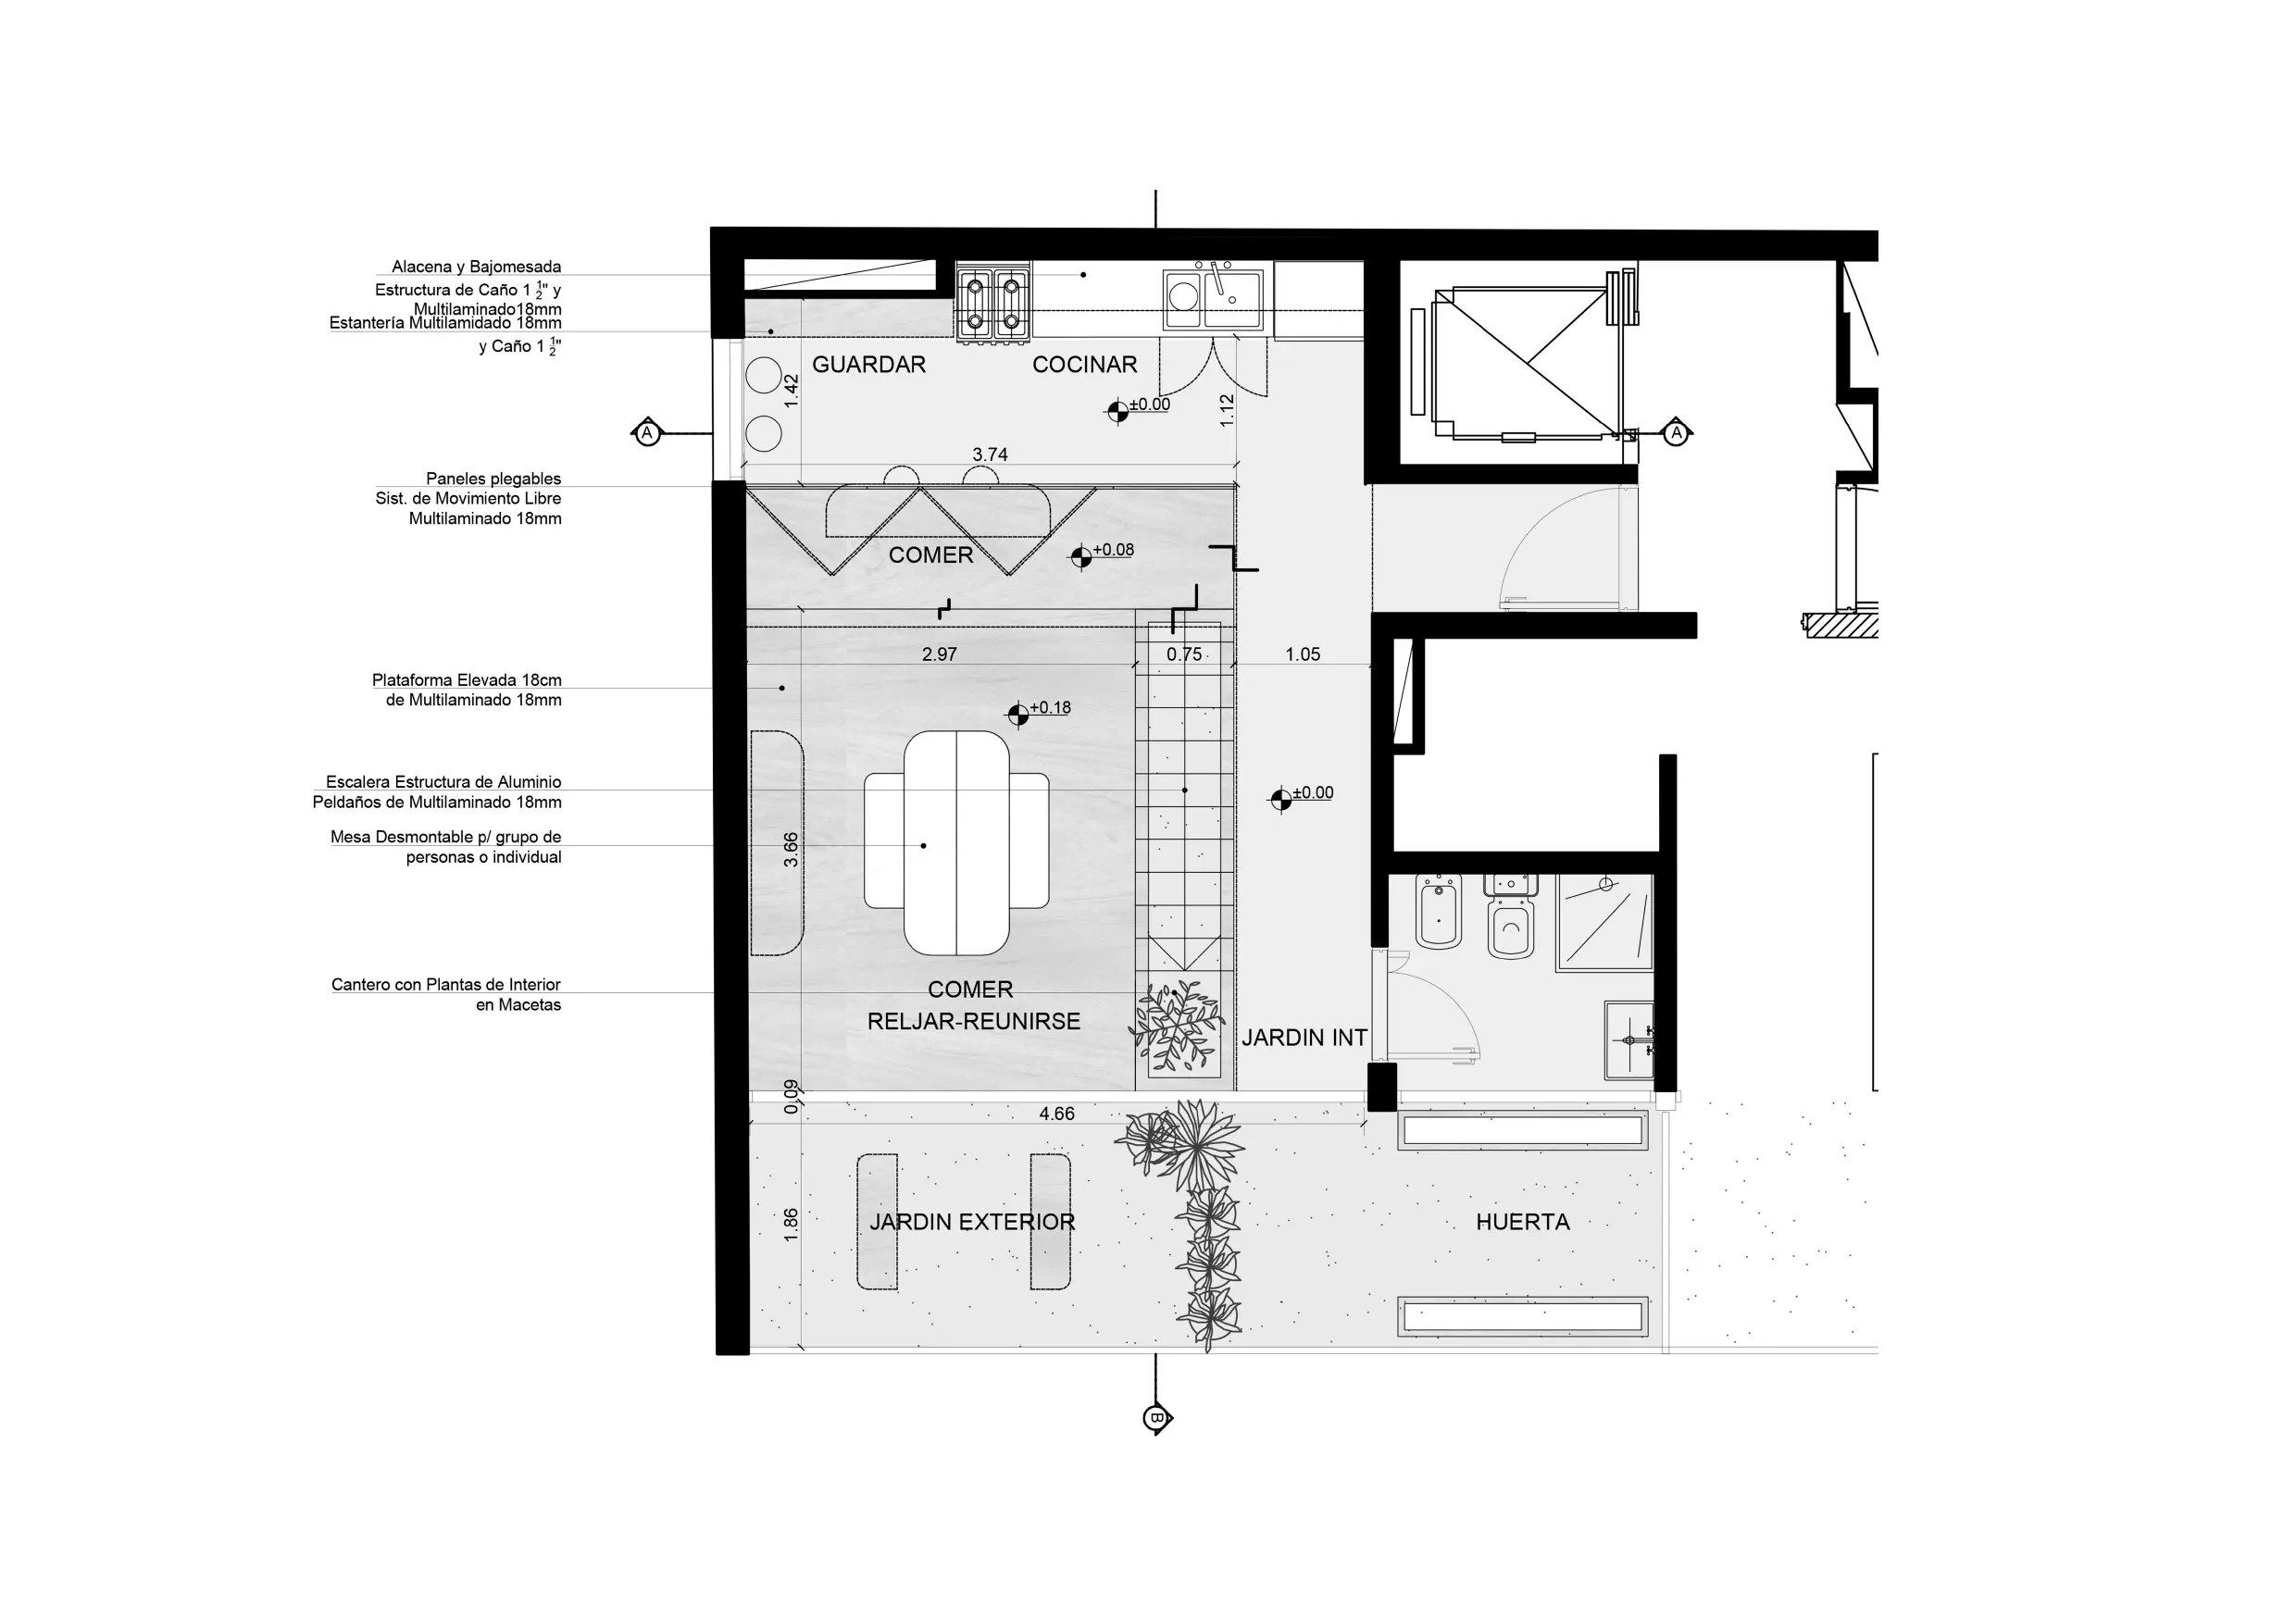 Alacena y Bajomesada
Estructura de Caño 1 1/2" y
Multilaminado18mm
Estantería Multilamidado 18mm
y Caño 1 1/2"
Paneles plegables
Sist. de Movimiento Libre
Multilaminado 18mm
Plataforma Elevada 18cm
de Multilaminado 18mm
Escalera Estructura de Aluminio
Peldaños de Multilaminado 18mm
Mesa Desmontable p/ grupo de
personas o individual
Cantero con Plantas de Interior
en Macetas
GUARDAR
COCINAR
1.42
±0.00
1.12
A
A
3.74
COMER
+0.08
2.97
0.75
1.05
+0.18
±0.00
3.66
COMER
RELJAR-REUNIRSE
JARDIN INT
0.09
4.66
1.86
JARDIN EXTERIOR
HUERTA
B